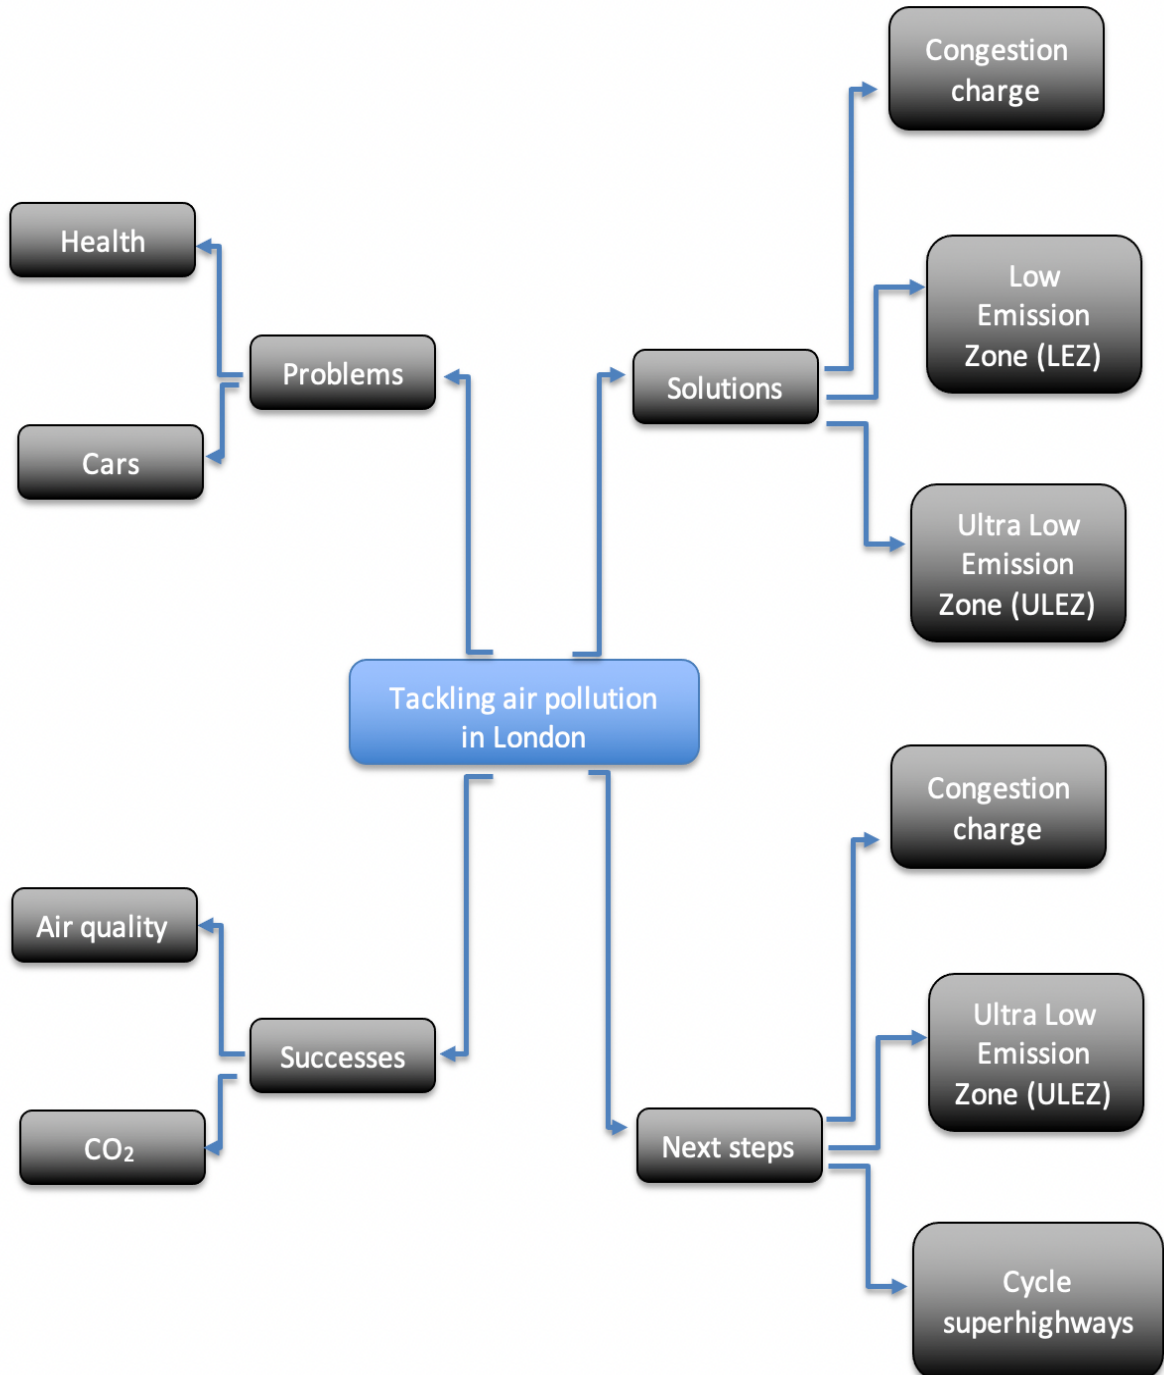 Congestion
charge
Health
Low
Emission
Zone (LEZ)
Problems
Solutions
Cars
Ultra Low
Emission
Zone (ULEZ)
Tackling air pollution
in London
Congestion
charge
Air quality
Ultra Low
Emission
Zone (ULEZ)
Successes
CO₂
Next steps
Cycle
superhighways